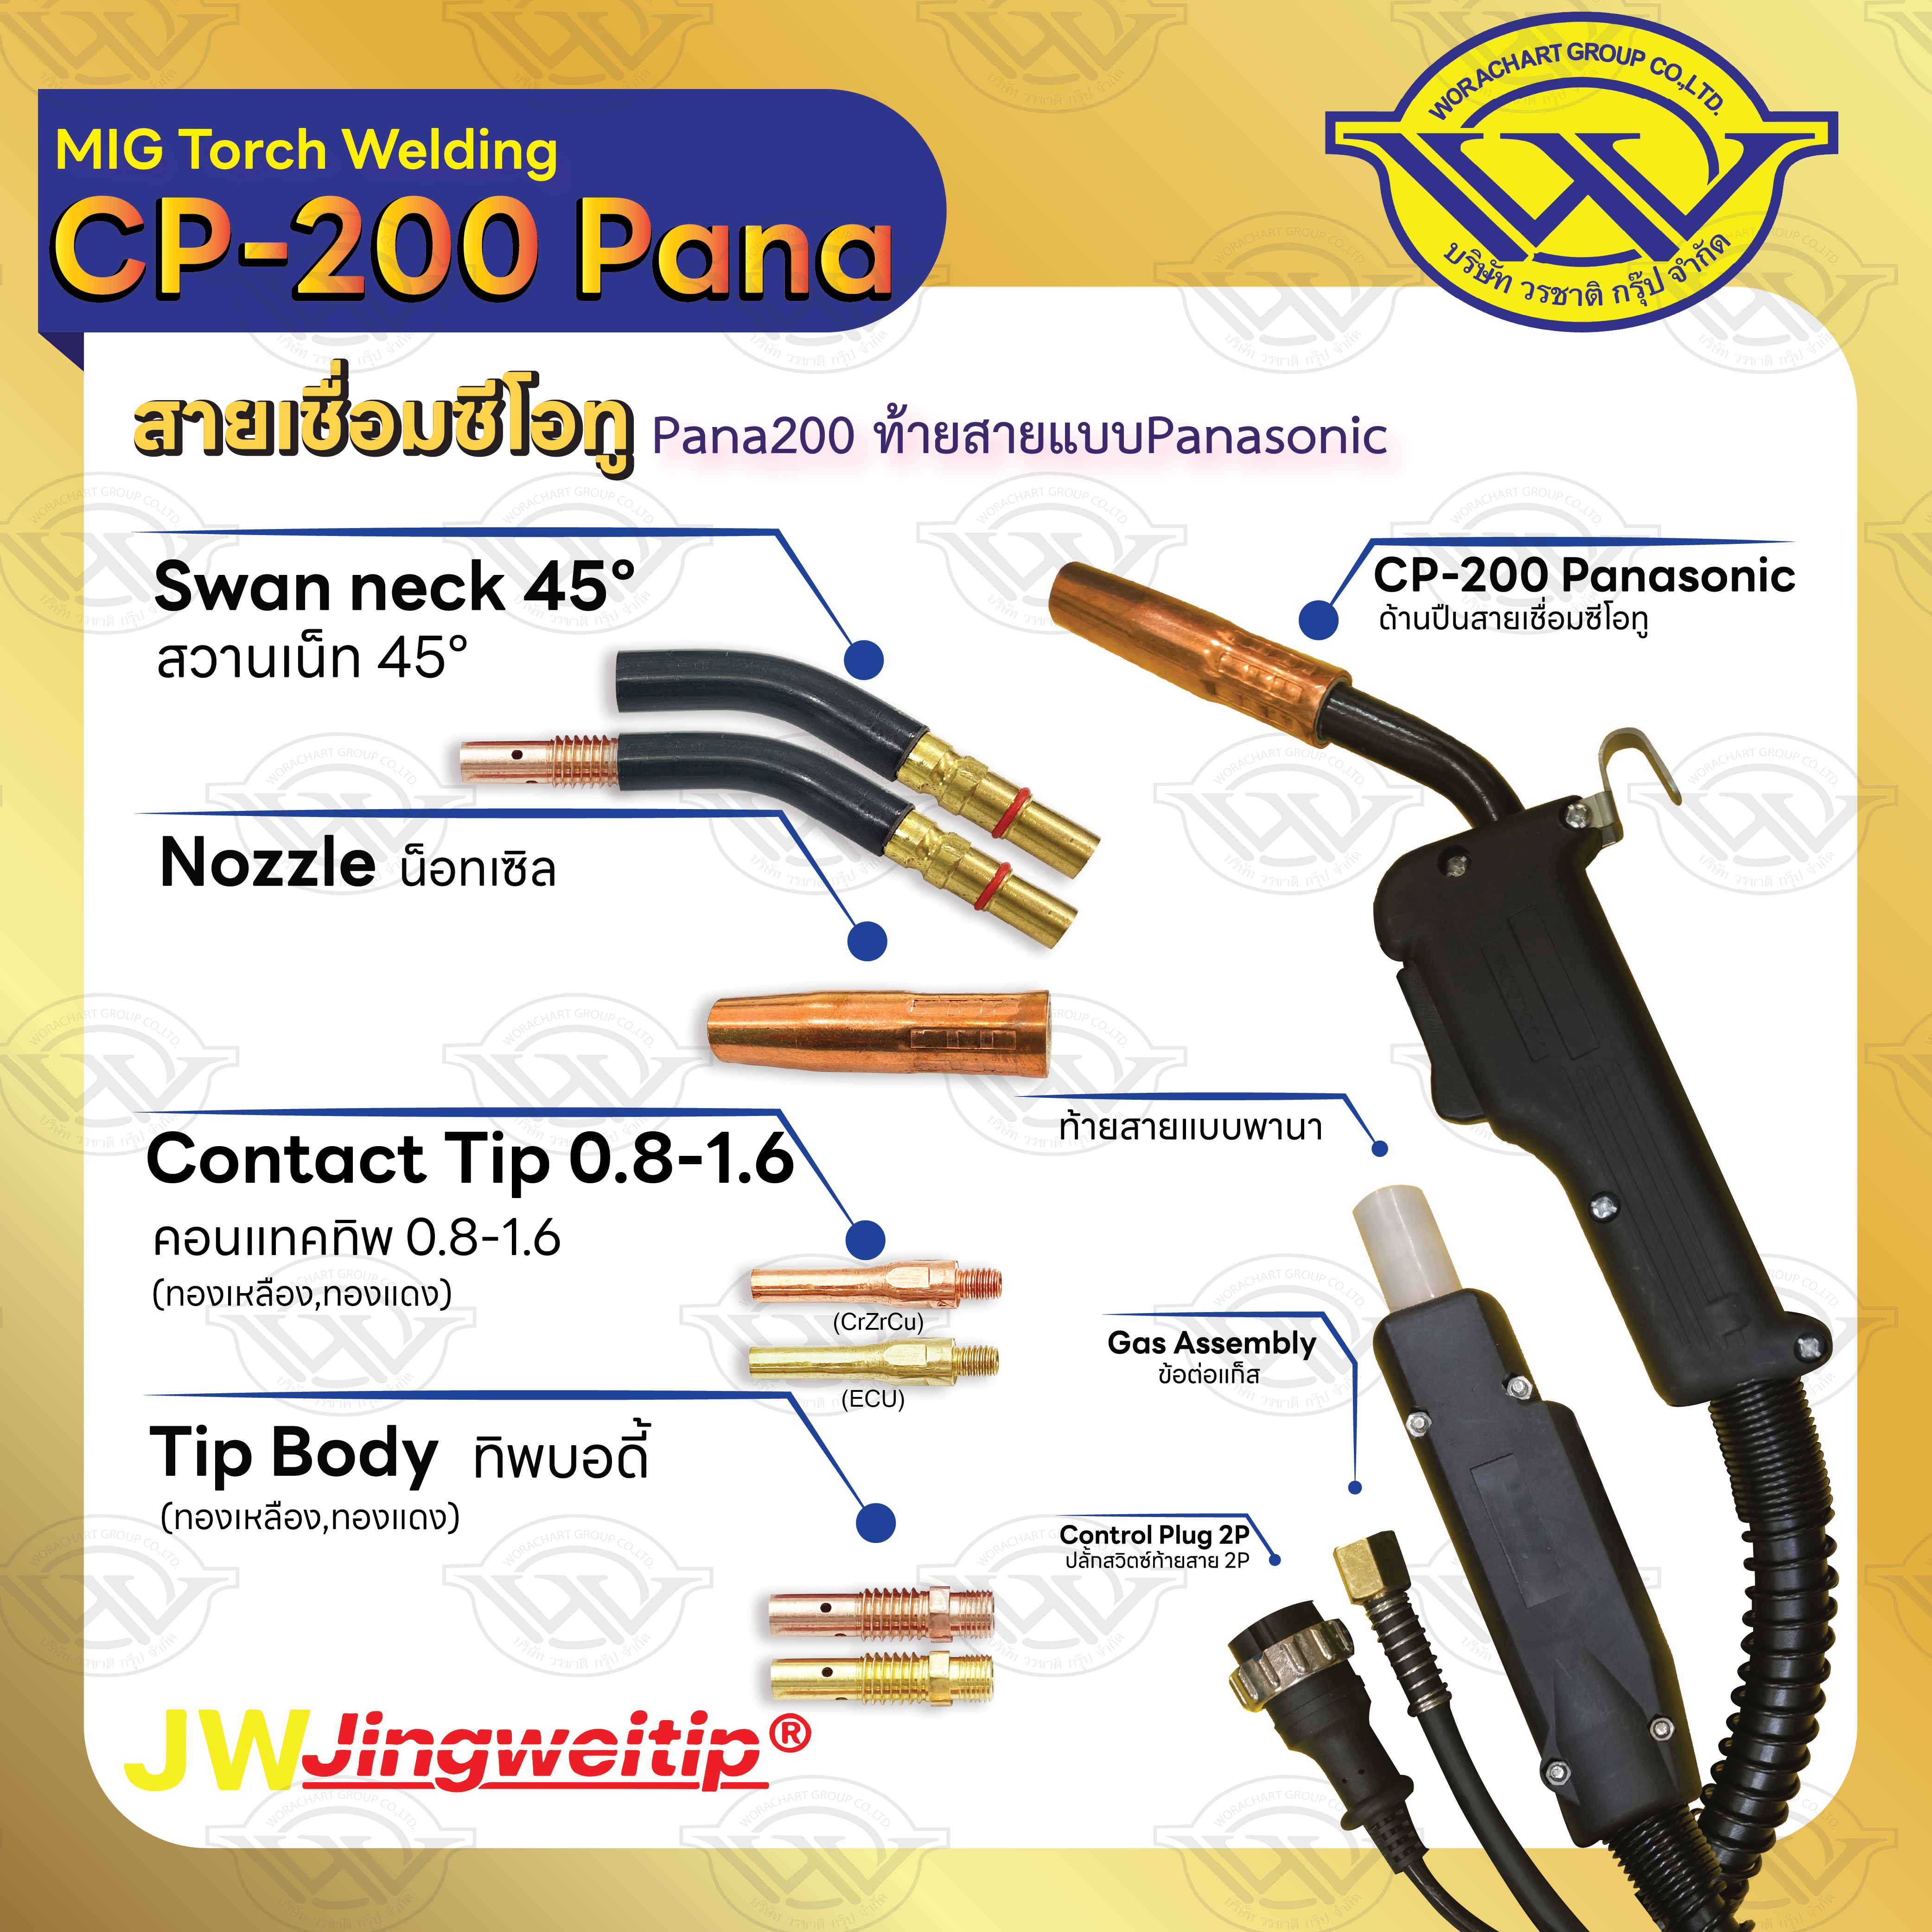 WORACHART GROUP CO.,LTD.
บริษัท วรชาติ กรุ๊ป จำกัด
MIG Torch Welding
CP-200 Pana
สายเชื่อมซีโอทู Pana200 ท้ายสายแบบPanasonic
Swan neck 45°
สวานเน็ท 45°
CP-200 Panasonic
ด้านปืนสายเชื่อมซีโอทู
Nozzle น็อทเซิล
Contact Tip 0.8-1.6
คอนแทคทิพ 0.8-1.6
(ทองเหลือง,ทองแดง)
(CrZrCu)
(ECU)
ท้ายสายแบบพานา
Gas Assembly
ข้อต่อแก็ส
Tip Body ทิพบอดี้
(ทองเหลือง,ทองแดง)
Control Plug 2P
ปลั้กสวิตซ์ท้ายสาย 2P
JWJingweitip®